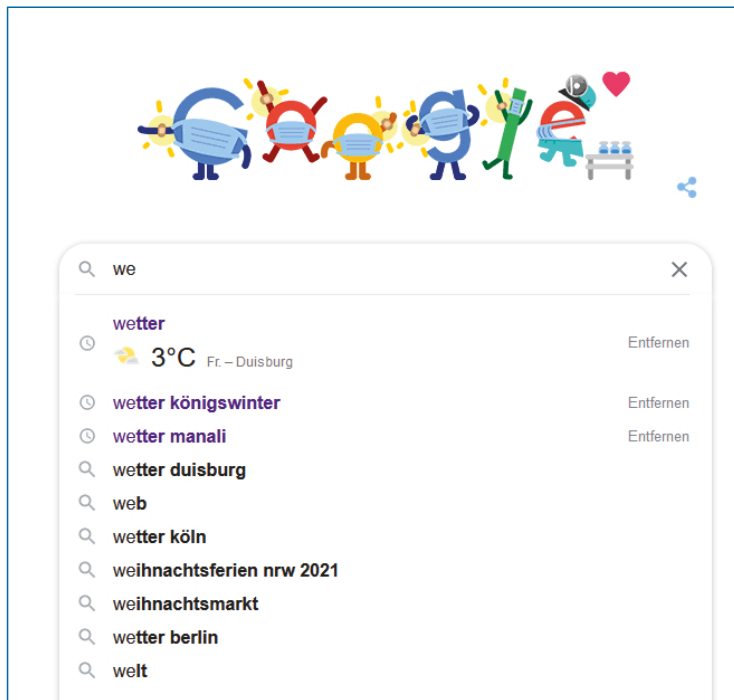 Google
we
wetter
3°C Fr. – Duisburg
Entfernen
wetter königswinter
Entfernen
wetter manali
Entfernen
wetter duisburg
web
wetter köln
weihnachtsferien nrw 2021
weihnachtsmarkt
wetter berlin
welt